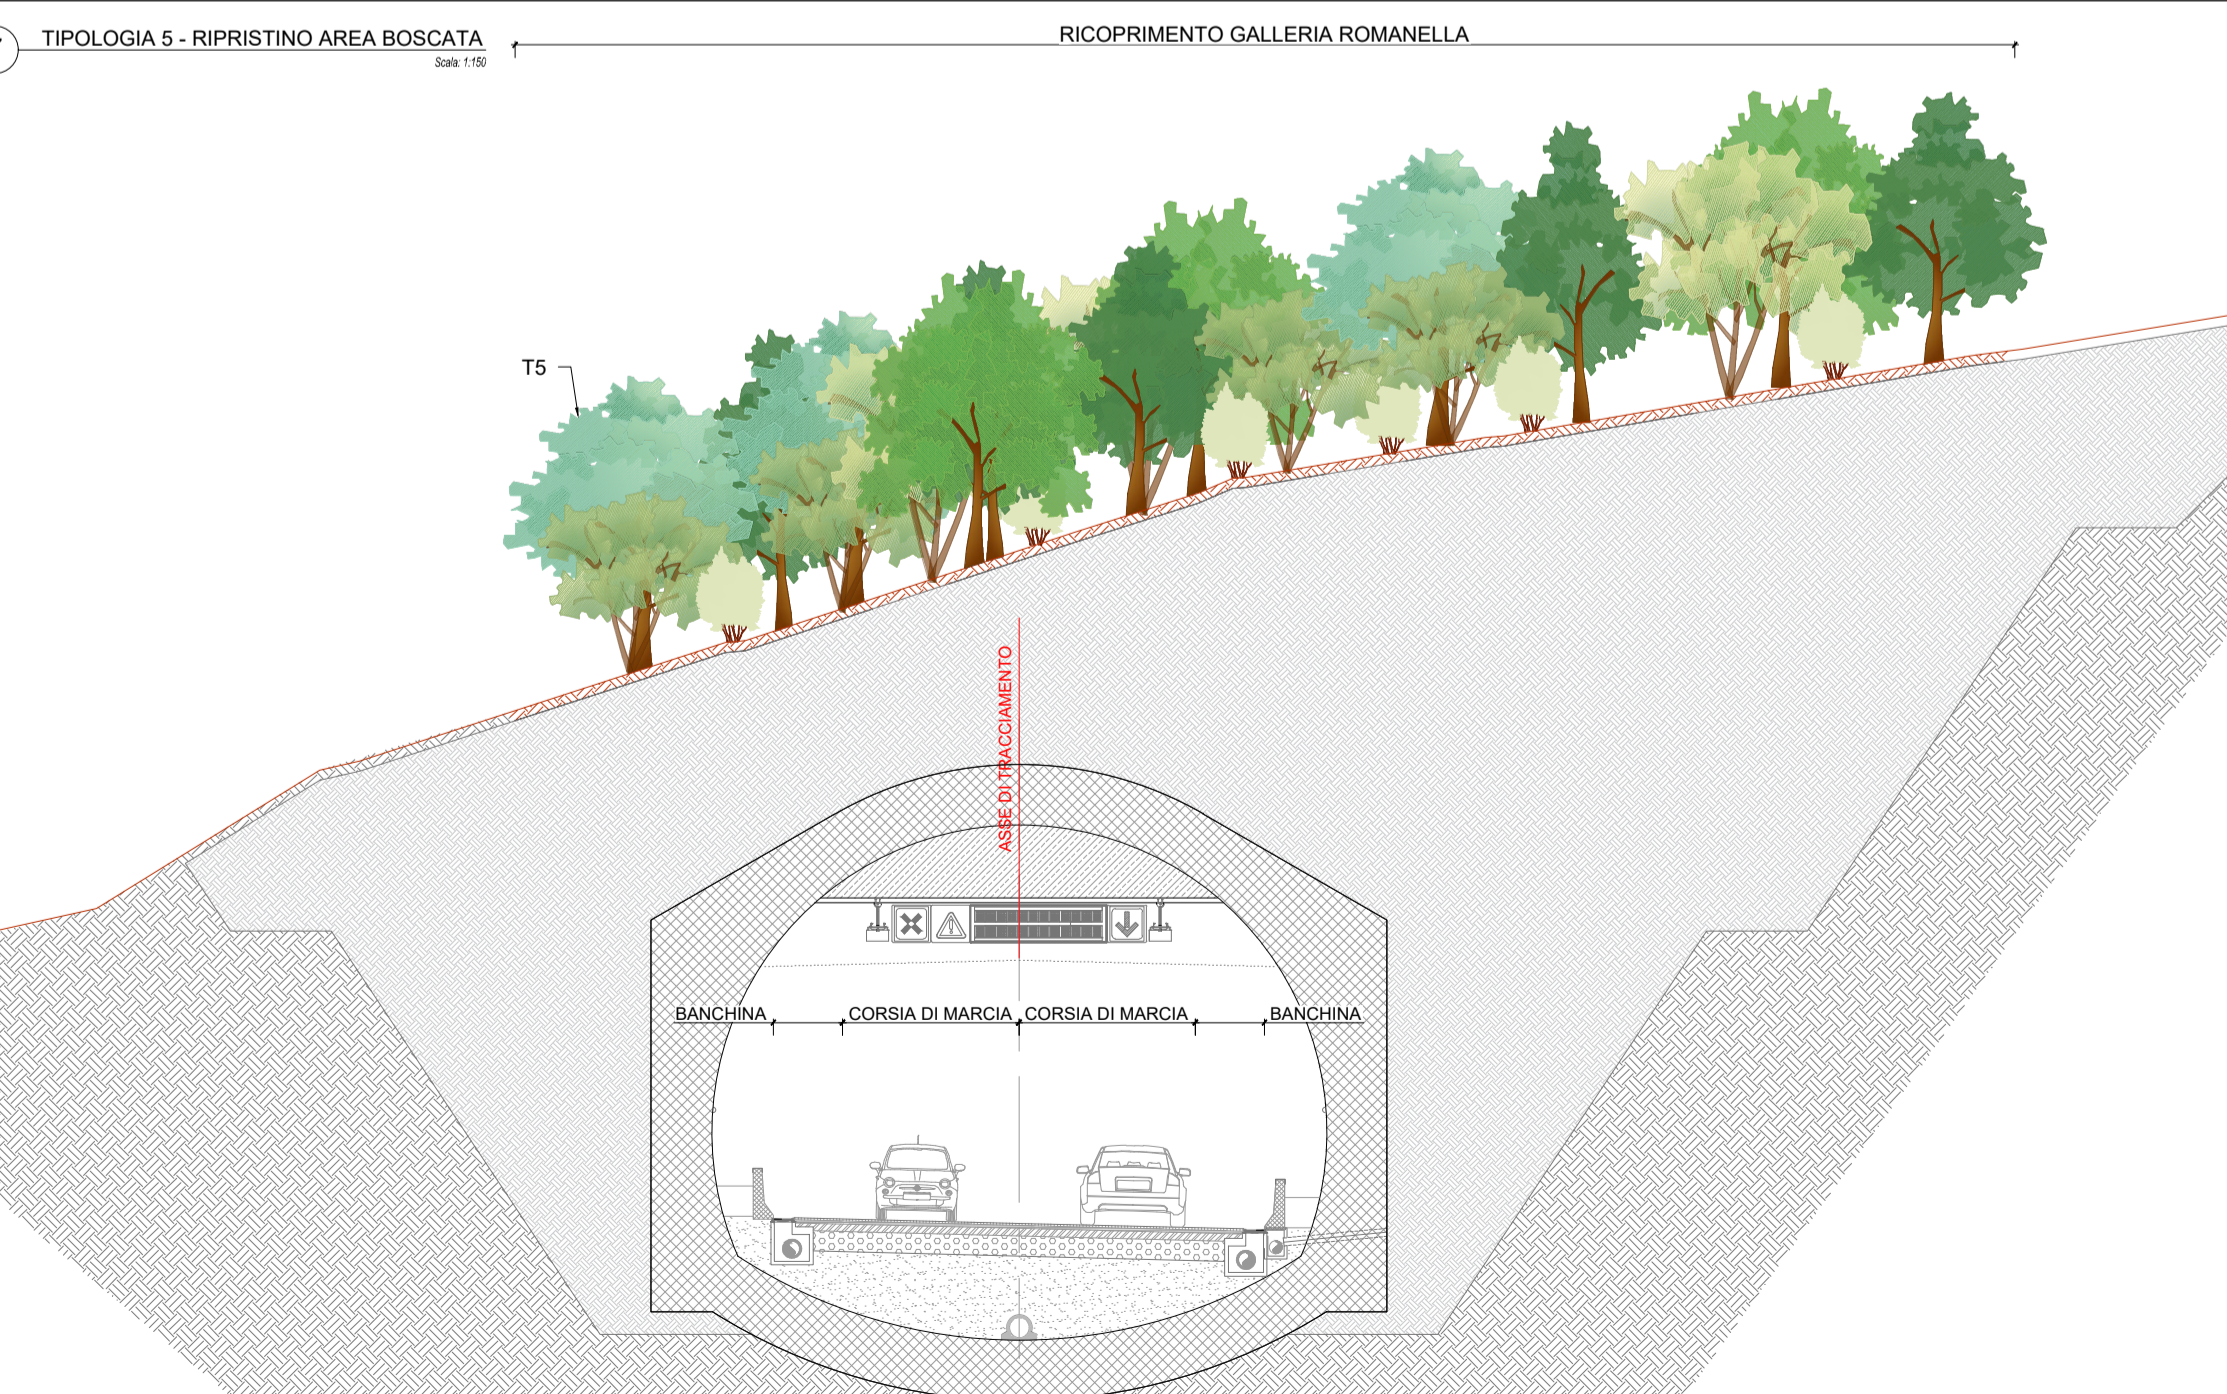 TIPOLOGIA 5 - RIPRISTINO AREA BOSCATA
Scala: 1:150
RICOPRIMENTO GALLERIA ROMANELLA
T5
ASSE DI TRACCIAMENTO
BANCHINA
CORSIA DI MARCIA
CORSIA DI MARCIA
BANCHINA